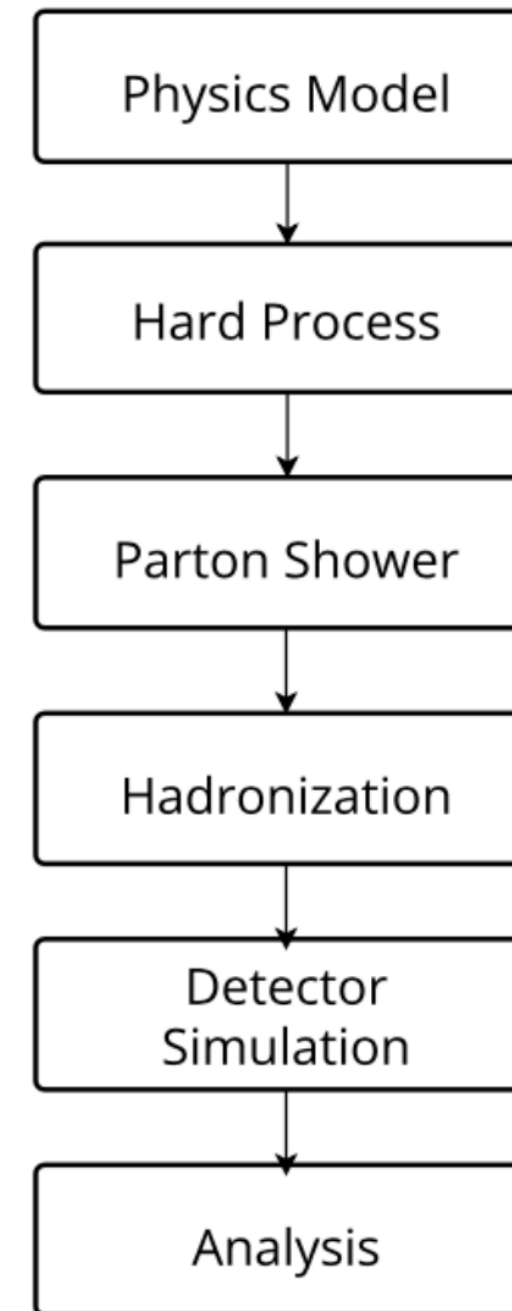 Physics Model
Hard Process
Parton Shower
Hadronization
Detector
Simulation
Analysis